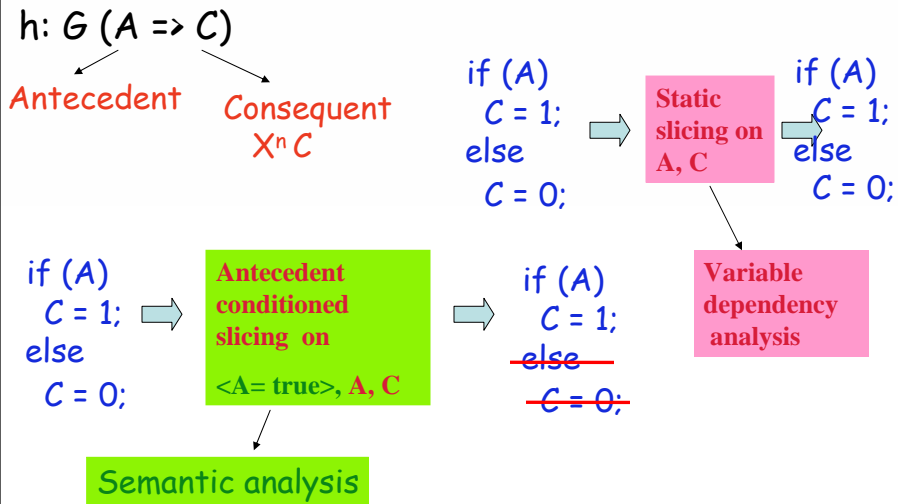 h: G (A => C)
Antecedent
Consequent
Xⁿ C
if (A)
C = 1;
else
C = 0;
Static
slicing on
A, C
if (A)
C = 1;
else
C = 0;
Variable
dependency
analysis
if (A)
C = 1;
else
C = 0;
Antecedent
conditioned
slicing on
<A= true>, A, C
if (A)
C = 1;
else
C = 0;
Semantic analysis